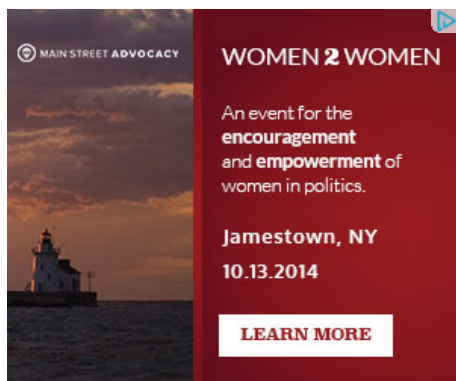 MAIN STREET ADVOCACY
WOMEN 2 WOMEN
An event for the
encouragement
and empowerment of
women in politics.
Jamestown, NY
10.13.2014
LEARN MORE